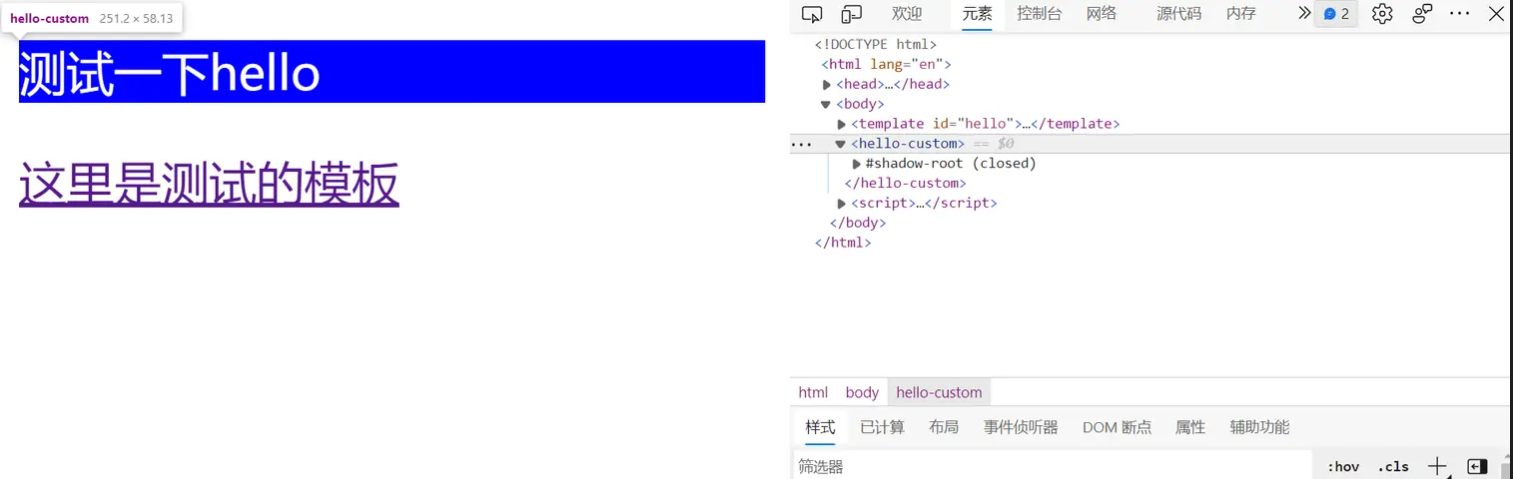 hello-custom 251.2 × 58.13
测试一下hello
这里是测试的模板
欢迎 元素 控制台 网络 源代码 内存 2
<!DOCTYPE html>
<html lang="en">
<head>…</head>
<body>
<template id="hello">…</template>
<hello-custom> == $0
#shadow-root (closed)
</hello-custom>
<script>…</script>
</body>
</html>
html body hello-custom
样式 已计算 布局 事件侦听器 DOM 断点 属性 辅助功能
筛选器 :hov .cls